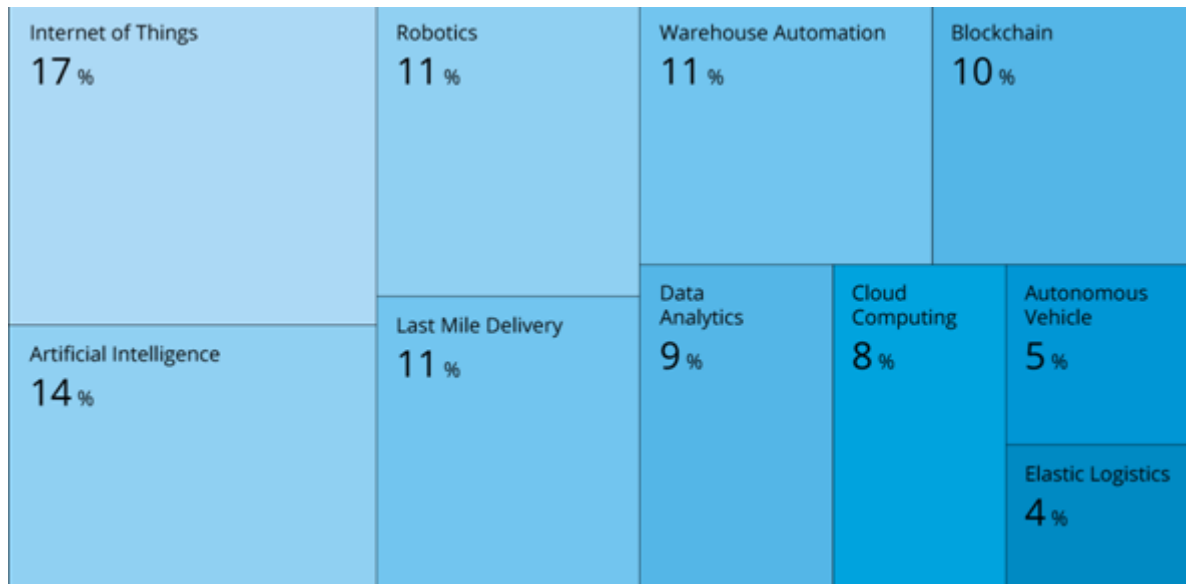 Internet of Things
17 %
Robotics
11 %
Warehouse Automation
11 %
Blockchain
10 %
Artificial Intelligence
14 %
Last Mile Delivery
11 %
Data
Analytics
9 %
Cloud
Computing
8 %
Autonomous
Vehicle
5 %
Elastic Logistics
4 %